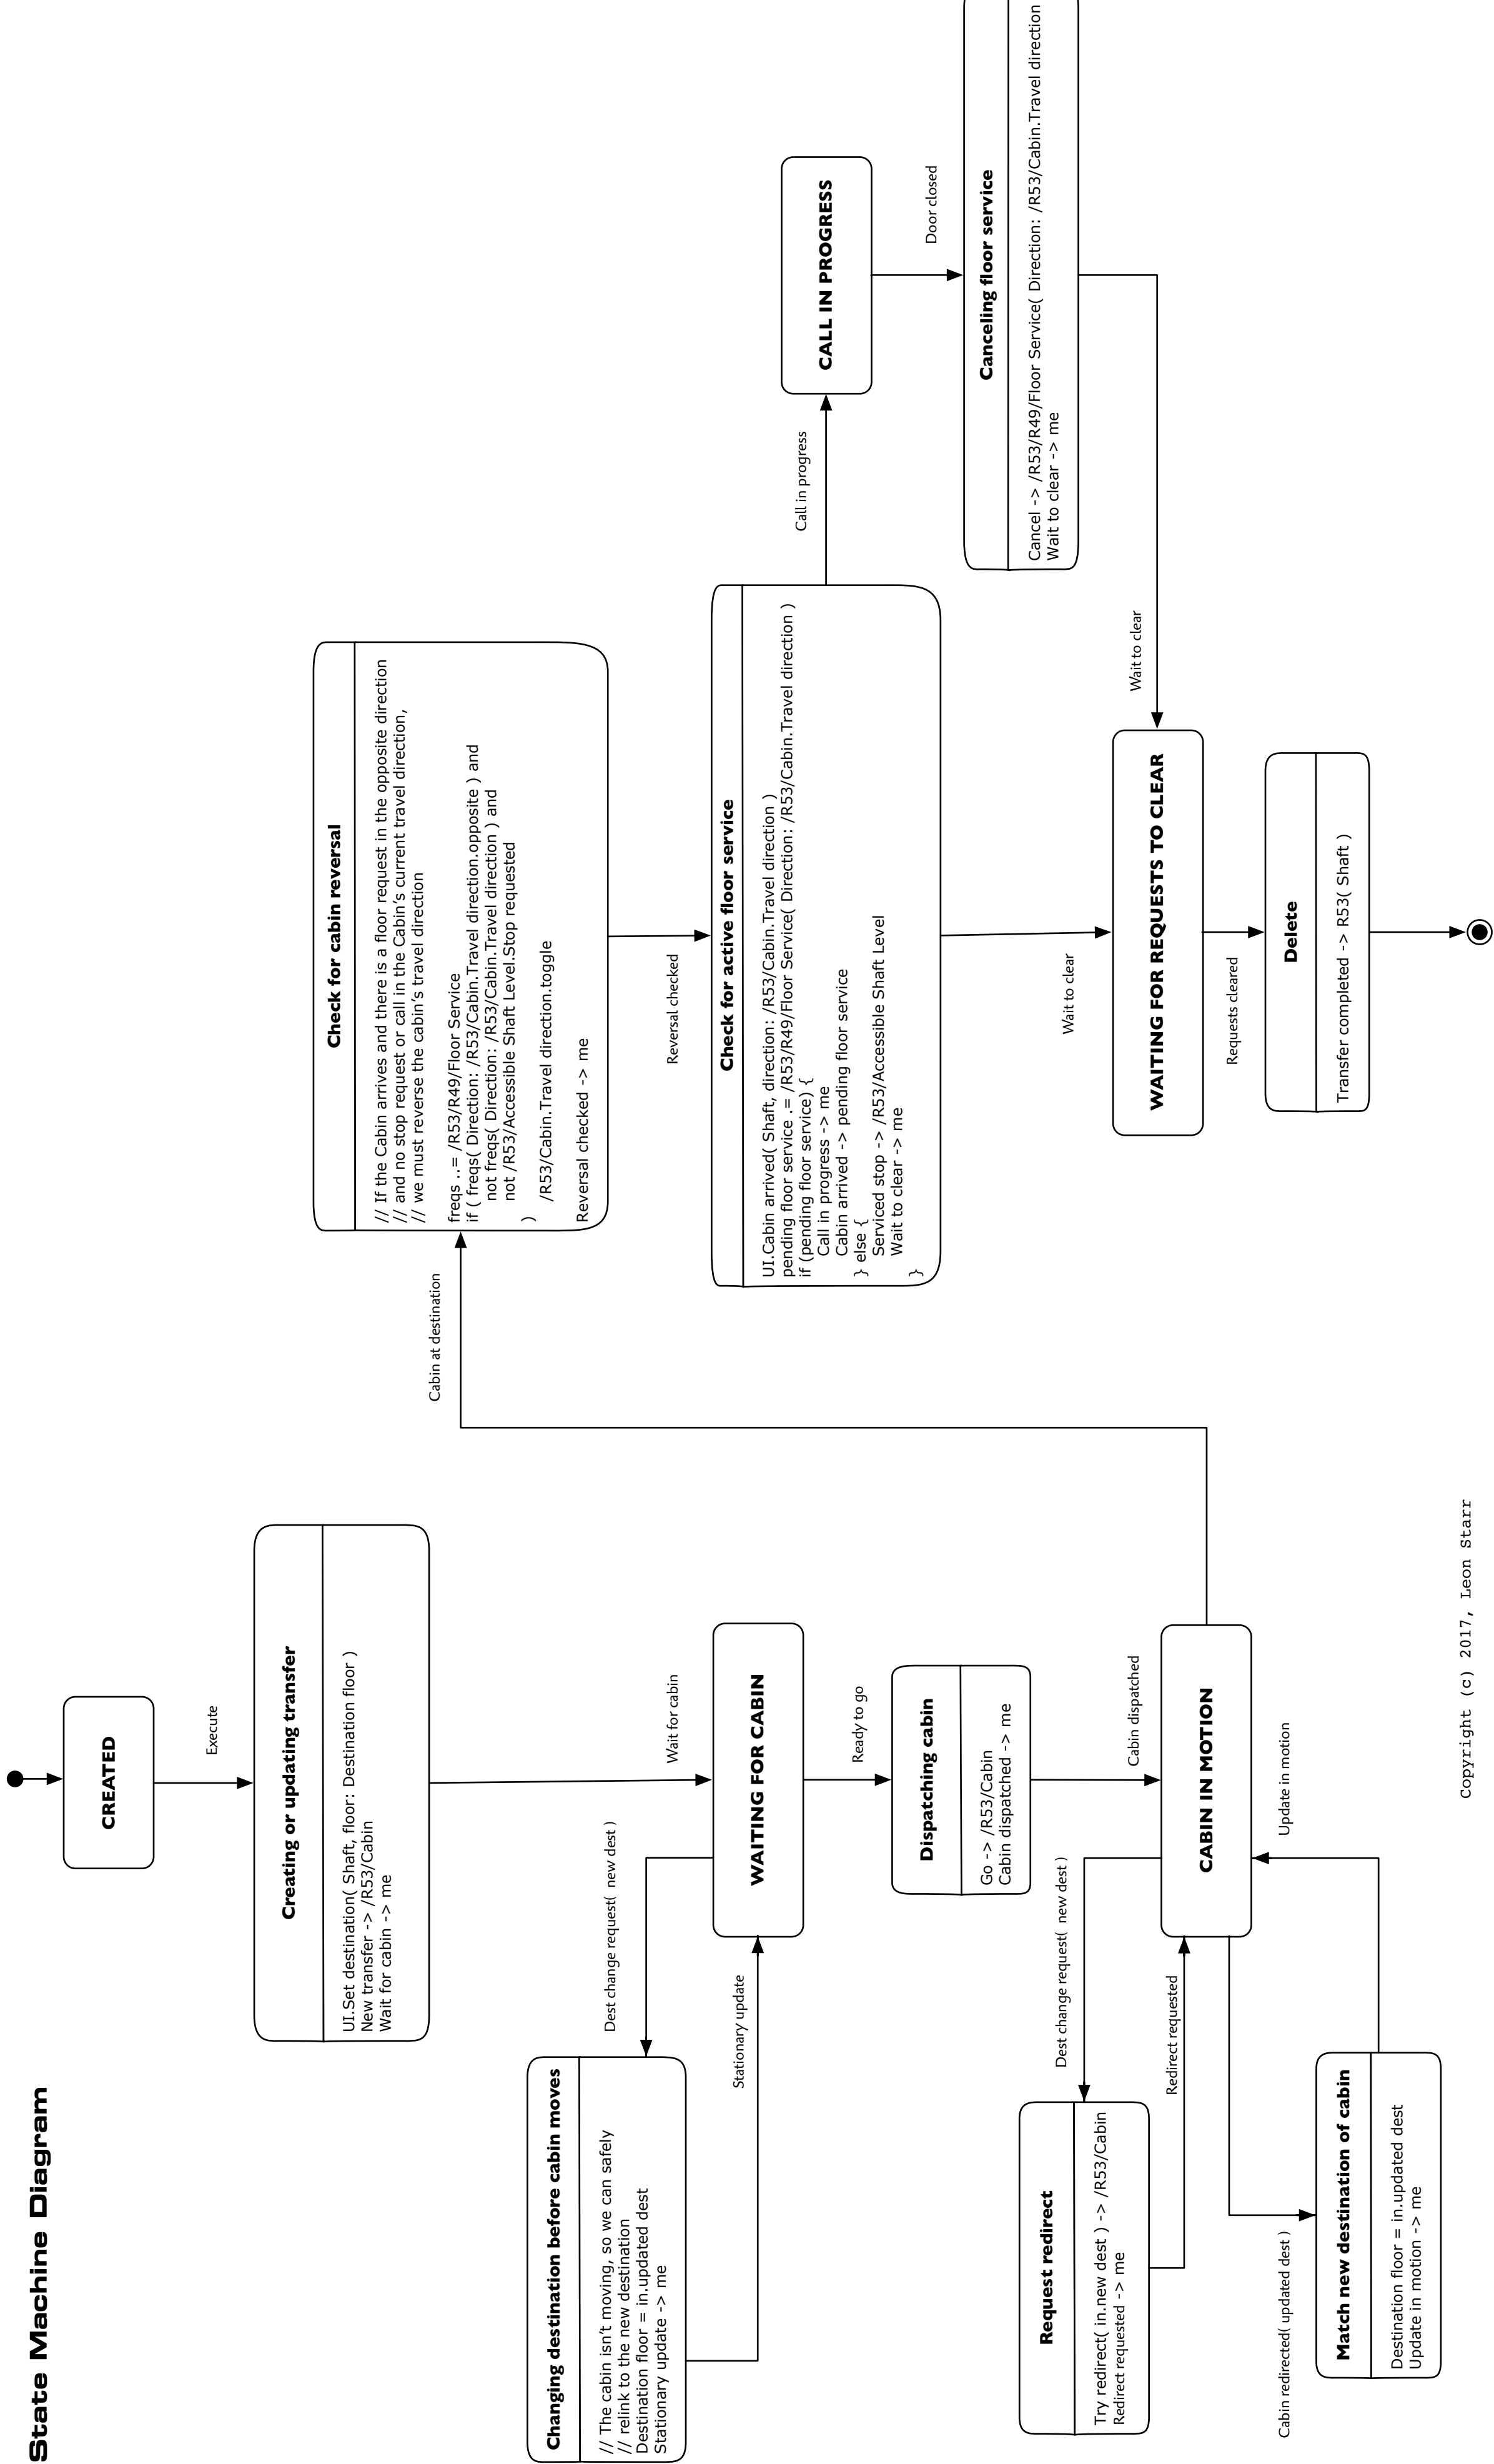 State Machine Diagram
CREATED
Execute
Creating or updating transfer
UI.Set destination( Shaft, floor: Destination floor )
New transfer -> /R53/Cabin
Wait for cabin -> me
Wait for cabin
Changing destination before cabin moves
// The cabin isn’t moving, so we can safely
// relink to the new destination
Destination floor = in.updated dest
Stationary update -> me
Dest change request(  new dest )
Stationary update
WAITING FOR CABIN
Ready to go
Dispatching cabin
Go -> /R53/Cabin
Cabin dispatched -> me
Cabin dispatched
Request redirect
Try redirect( in.new dest ) -> /R53/Cabin
Redirect requested -> me
Dest change request(  new dest )
Redirect requested
CABIN IN MOTION
Cabin redirected( updated dest )
Update in motion
Match new destination of cabin
Destination floor = in.updated dest
Update in motion -> me
Cabin at destination
Check for cabin reversal
// If the Cabin arrives and there is a floor request in the opposite direction
// and no stop request or call in the Cabin’s current travel direction,
// we must reverse the cabin’s travel direction
freqs ..= /R53/R49/Floor Service
if ( freqs( Direction: /R53/Cabin.Travel direction.opposite ) and
not freqs( Direction: /R53/Cabin.Travel direction ) and
not /R53/Accessible Shaft Level.Stop requested
)
/R53/Cabin.Travel direction.toggle
Reversal checked -> me
Reversal checked
Check for active floor service
UI.Cabin arrived( Shaft, direction: /R53/Cabin.Travel direction )
pending floor service .= /R53/R49/Floor Service( Direction: /R53/Cabin.Travel direction )
if (pending floor service) {
Call in progress -> me
Cabin arrived -> pending floor service
} else {
Serviced stop -> /R53/Accessible Shaft Level
Wait to clear -> me
}
Call in progress
CALL IN PROGRESS
Door closed
Canceling floor service
Cancel -> /R53/R49/Floor Service( Direction: /R53/Cabin.Travel direction
Wait to clear -> me
Wait to clear
Wait to clear
WAITING FOR REQUESTS TO CLEAR
Requests cleared
Delete
Transfer completed -> R53( Shaft )
Copyright (c) 2017, Leon Starr